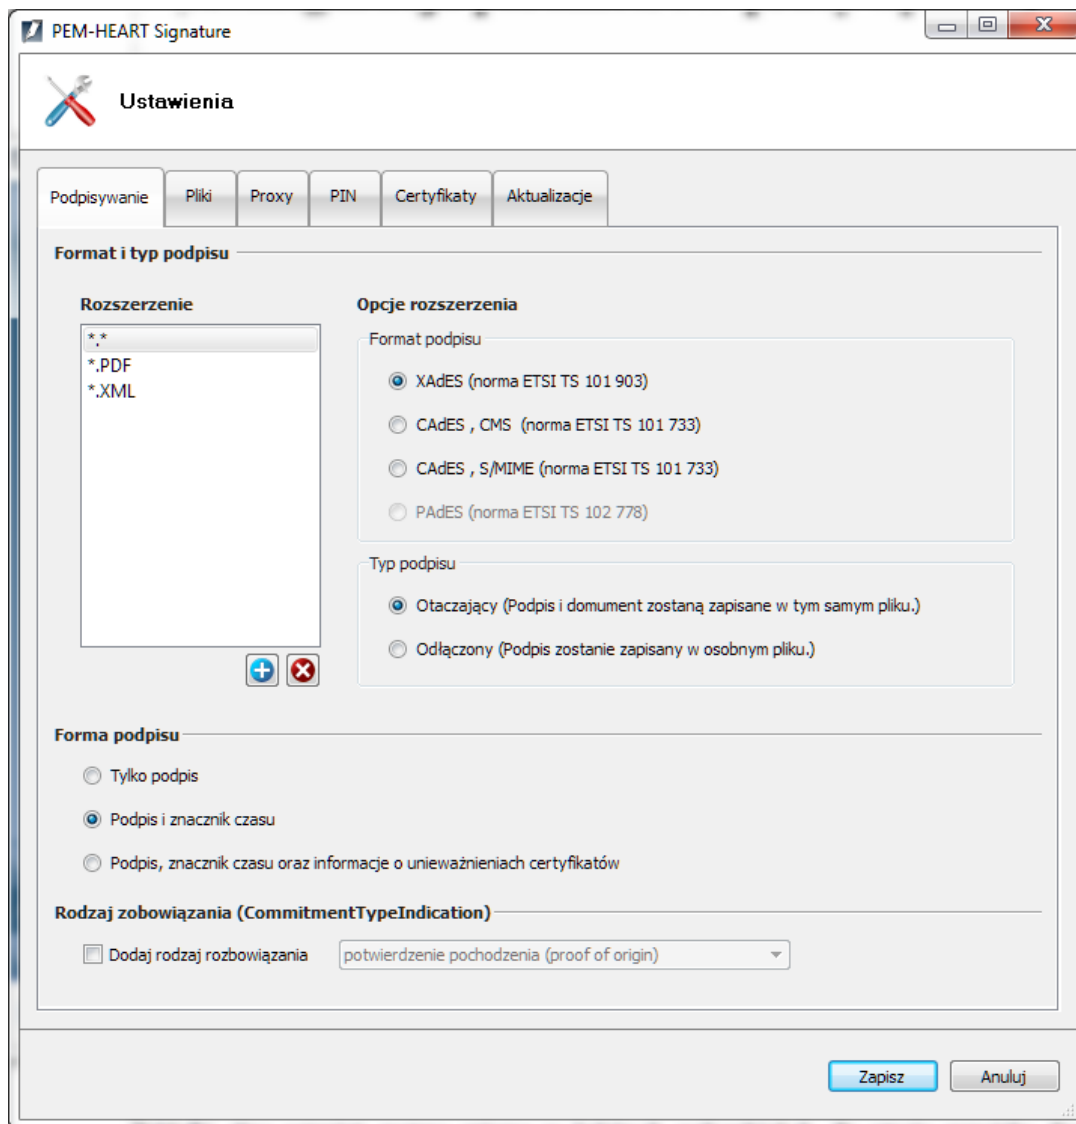 PEM-HEART Signature
Ustawienia
Podpisywanie Pliki Proxy PIN Certyfikaty Aktualizacje
Format i typ podpisu
Rozszerzenie
*.*
*.PDF
*.XML
Opcje rozszerzenia
Format podpisu
XAdES (norma ETSI TS 101 903)
CAdES , CMS (norma ETSI TS 101 733)
CAdES , S/MIME (norma ETSI TS 101 733)
PAdES (norma ETSI TS 102 778)
Typ podpisu
Otaczający (Podpis i domument zostaną zapisane w tym samym pliku.)
Odłączony (Podpis zostanie zapisany w osobnym pliku.)
Forma podpisu
Tylko podpis
Podpis i znacznik czasu
Podpis, znacznik czasu oraz informacje o unieważnieniach certyfikatów
Rodzaj zobowiązania (CommitmentTypeIndication)
Dodaj rodzaj rozbowiązania potwierdzenie pochodzenia (proof of origin)
Zapisz Anuluj